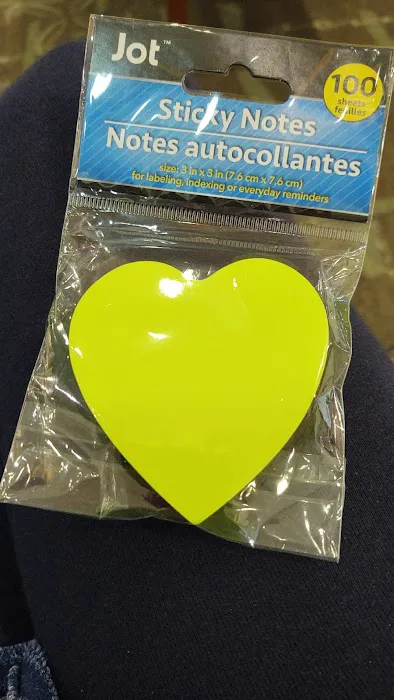 Jot™
100
sheets
feuilles
Sticky Notes
Notes autocollantes
size: 3 in x 3 in (7.6 cm x 7.6 cm)
for labeling, indexing or everyday reminders